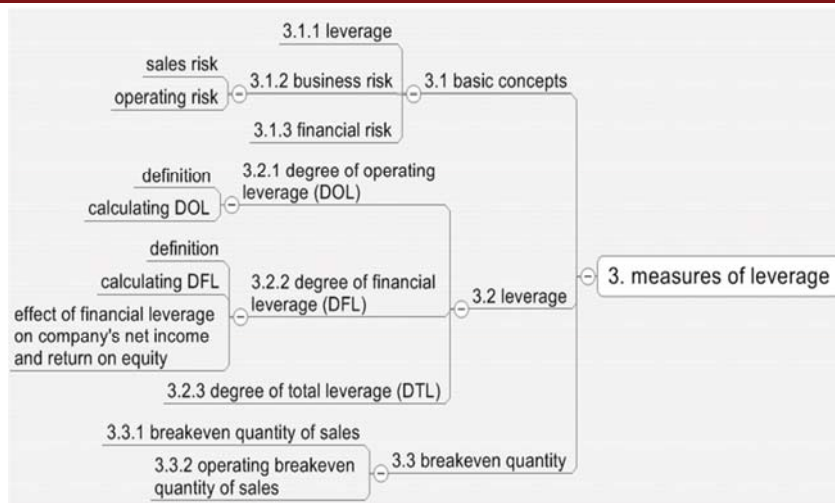 3. measures of leverage
3.1 basic concepts
3.1.1 leverage
3.1.2 business risk
sales risk
operating risk
3.1.3 financial risk
3.2 leverage
3.2.1 degree of operating
leverage (DOL)
definition
calculating DOL
3.2.2 degree of financial
leverage (DFL)
definition
calculating DFL
effect of financial leverage
on company's net income
and return on equity
3.2.3 degree of total leverage (DTL)
3.3 breakeven quantity
3.3.1 breakeven quantity of sales
3.3.2 operating breakeven
quantity of sales